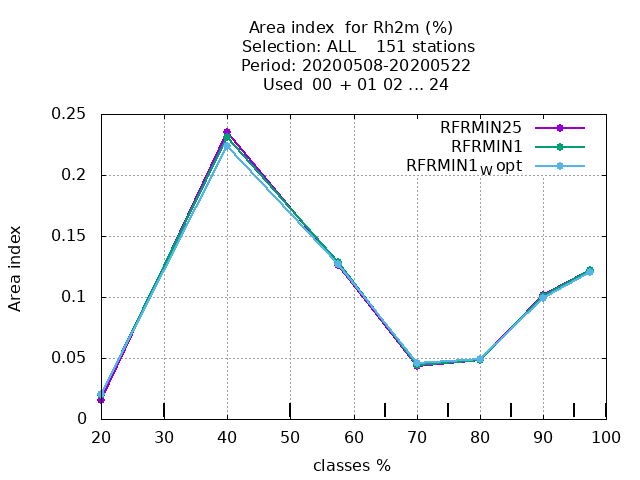 Area index  for Rh2m (%)
Selection: ALL    151 stations
Period: 20200508-20200522
Used  00  + 01 02 ... 24
RFRMIN25
RFRMIN1
RFRMIN1W opt
0.25
0.2
0.15
0.1
0.05
0
Area index
20 30 40 50 60 70 80 90 100
classes %